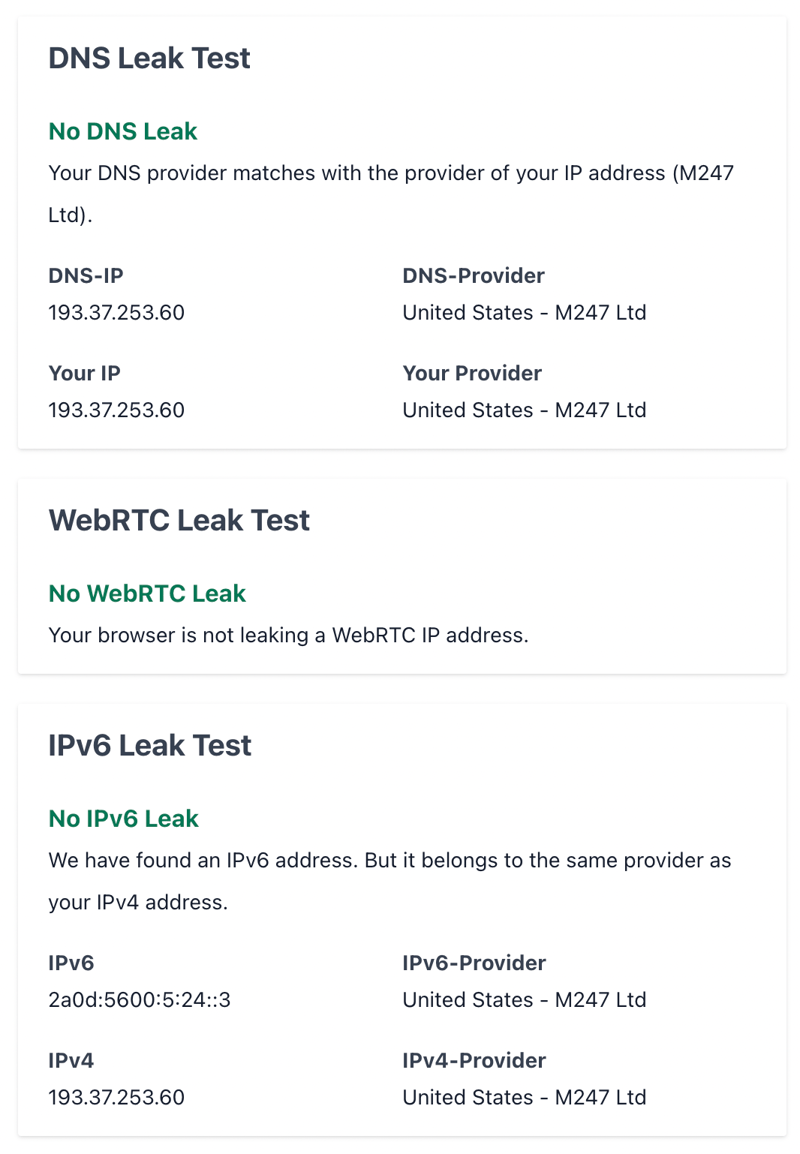 DNS Leak Test
No DNS Leak
Your DNS provider matches with the provider of your IP address (M247
Ltd).
DNS-IP
DNS-Provider
193.37.253.60
United States - M247 Ltd
Your IP
Your Provider
193.37.253.60
United States - M247 Ltd
WebRTC Leak Test
No WebRTC Leak
Your browser is not leaking a WebRTC IP address.
IPv6 Leak Test
No IPv6 Leak
We have found an IPv6 address. But it belongs to the same provider as
your IPv4 address.
IPv6
IPv6-Provider
2a0d:5600:5:24::3
United States - M247 Ltd
IPv4
IPv4-Provider
193.37.253.60
United States - M247 Ltd